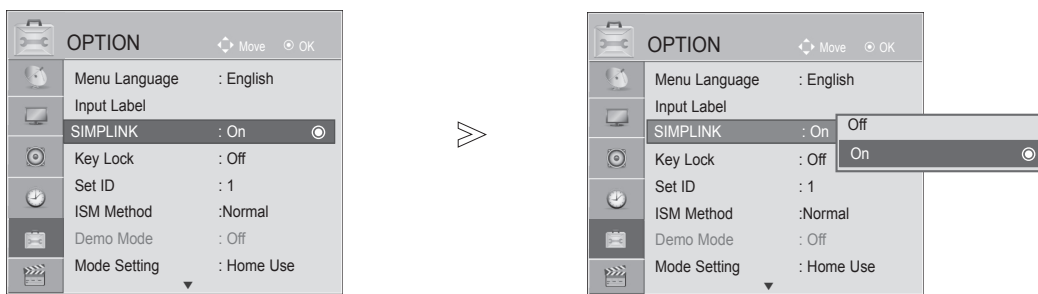 OPTION Move OK
Menu Language : English
Input Label
SIMPLINK : On
Key Lock : Off
Set ID : 1
ISM Method :Normal
Demo Mode : Off
Mode Setting : Home Use
OPTION Move OK
Menu Language : English
Input Label
SIMPLINK : On
Key Lock : Off
Set ID : 1
ISM Method :Normal
Demo Mode : Off
Mode Setting : Home Use
Off
On